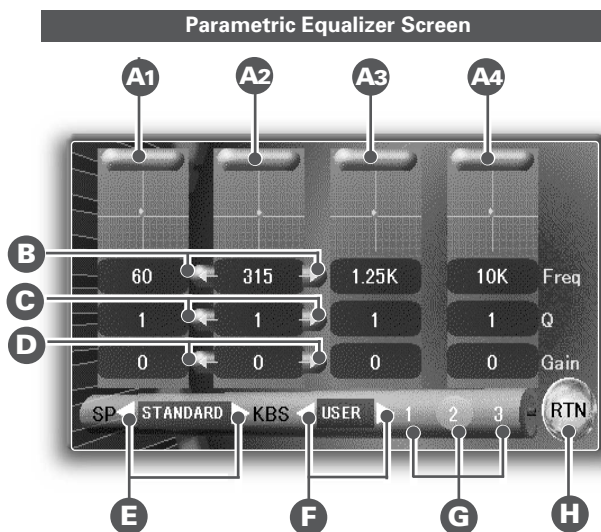 Parametric Equalizer Screen
A1 A2 A3 A4
B
60 315 1.25K 10K Freq
C
1 1 1 1 Q
D
0 0 0 0 Gain
SP STANDARD KBS USER 1 2 3 RTN
E F G H